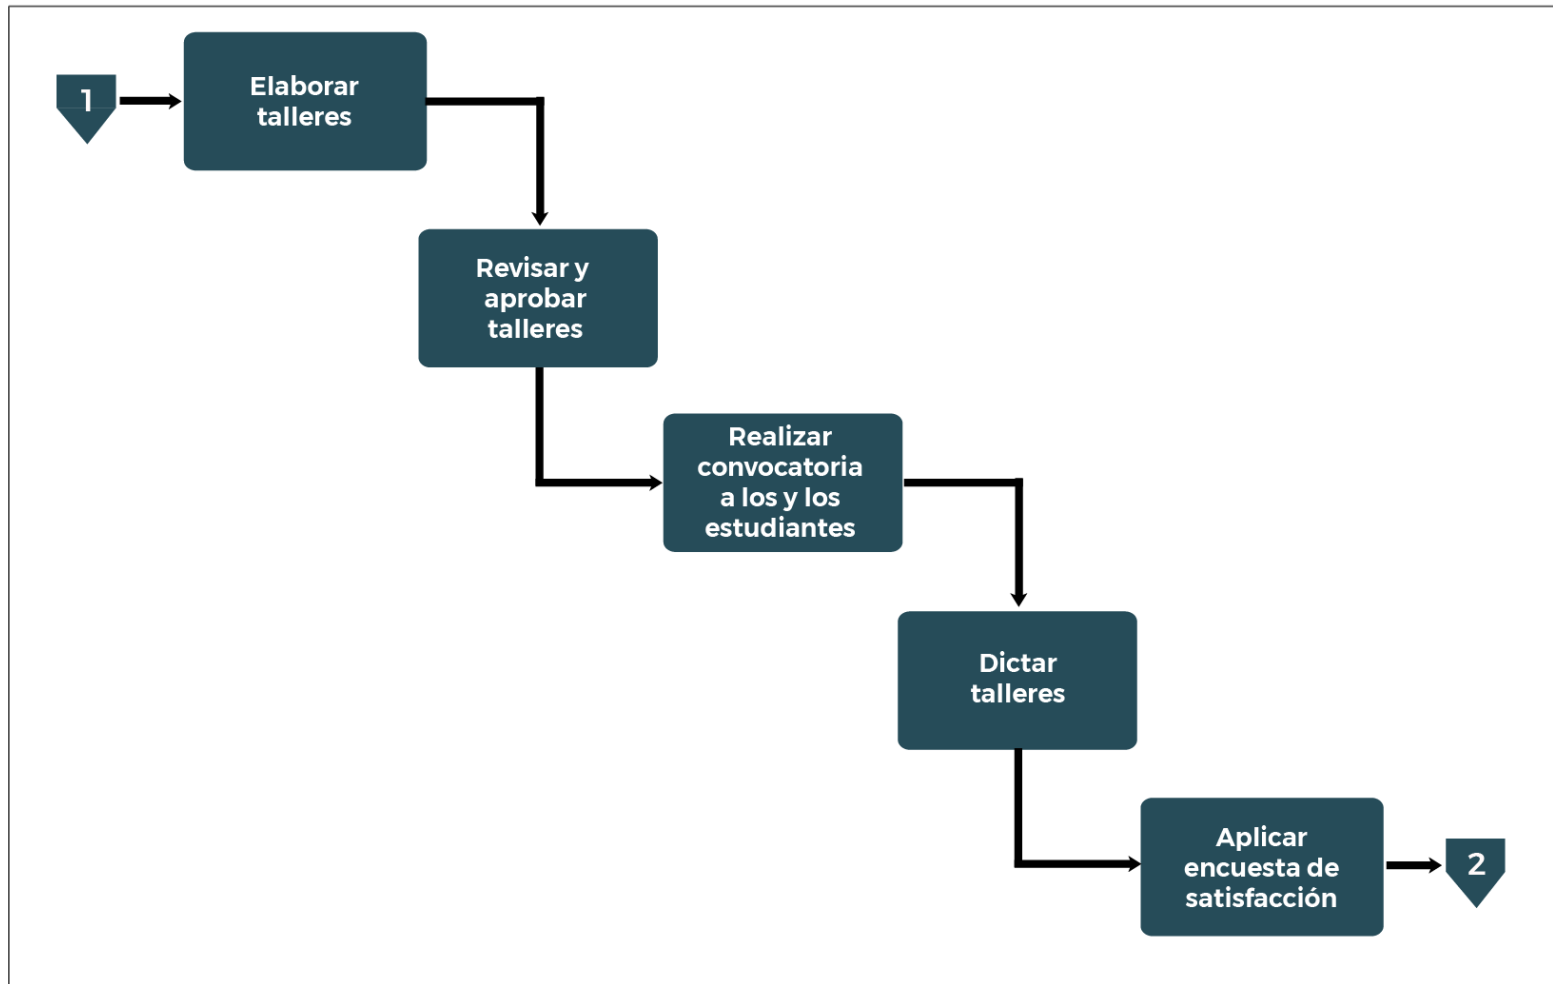 1
Elaborar
talleres
Revisar y
aprobar
talleres
Realizar
convocatoria
a los y los
estudiantes
Dictar
talleres
Aplicar
encuesta de
satisfacción
2